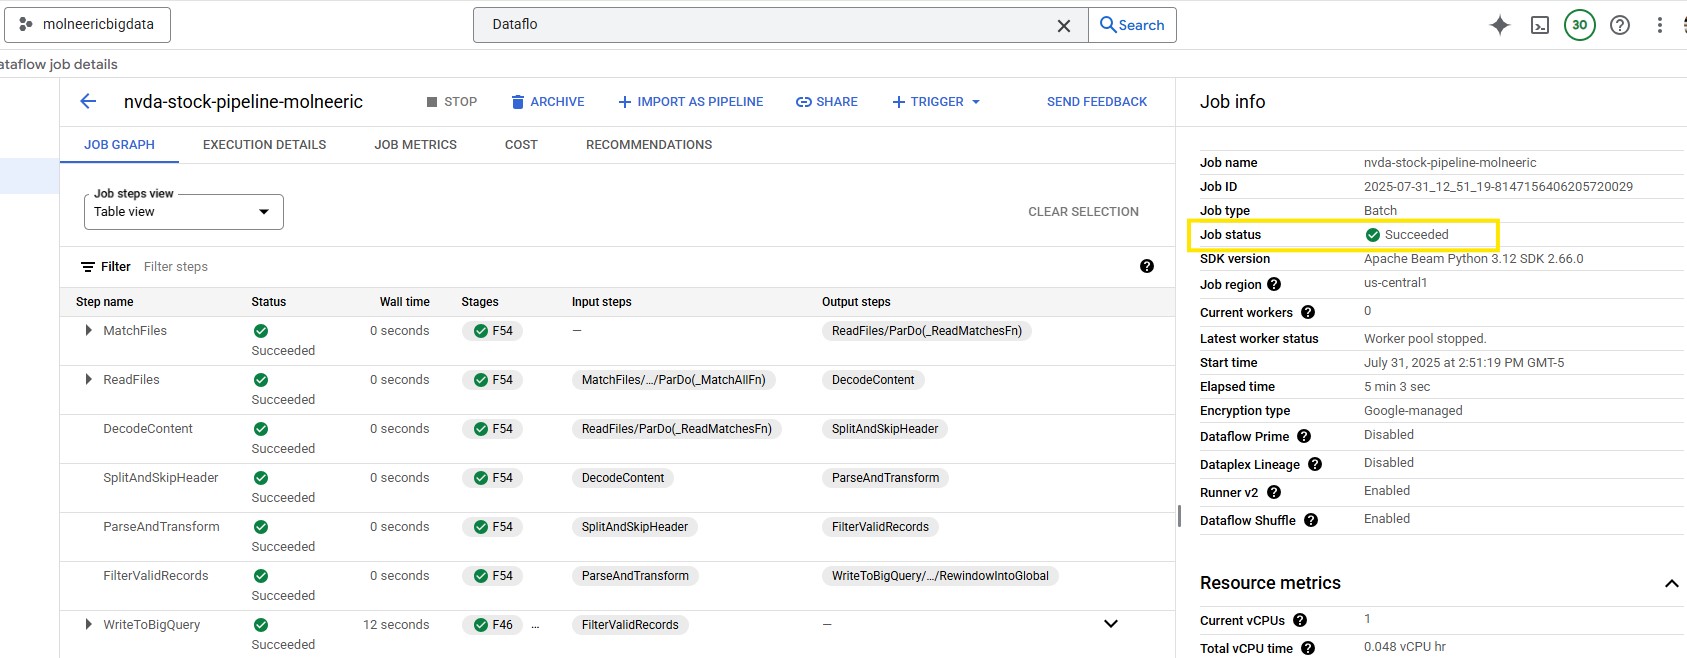 molneericbigdata
Dataflo
Search
30
ataflow job details
nvda-stock-pipeline-molneeric
STOP
ARCHIVE
IMPORT AS PIPELINE
SHARE
TRIGGER
SEND FEEDBACK
JOB GRAPH
EXECUTION DETAILS
JOB METRICS
COST
RECOMMENDATIONS
Job steps view
Table view
CLEAR SELECTION
Filter Filter steps
Step name Status Wall time Stages Input steps Output steps
MatchFiles Succeeded 0 seconds F54 — ReadFiles/ParDo(_ReadMatchesFn)
ReadFiles Succeeded 0 seconds F54 MatchFiles/.../ParDo(_MatchAllFn) DecodeContent
DecodeContent Succeeded 0 seconds F54 ReadFiles/ParDo(_ReadMatchesFn) SplitAndSkipHeader
SplitAndSkipHeader Succeeded 0 seconds F54 DecodeContent ParseAndTransform
ParseAndTransform Succeeded 0 seconds F54 SplitAndSkipHeader FilterValidRecords
FilterValidRecords Succeeded 0 seconds F54 ParseAndTransform WriteToBigQuery/.../RewindowIntoGlobal
WriteToBigQuery Succeeded 12 seconds F46 ... FilterValidRecords —
Job info
Job name nvda-stock-pipeline-molneeric
Job ID 2025-07-31_12_51_19-8147156406205720029
Job type Batch
Job status Succeeded
SDK version Apache Beam Python 3.12 SDK 2.66.0
Job region us-central1
Current workers 0
Latest worker status Worker pool stopped.
Start time July 31, 2025 at 2:51:19 PM GMT-5
Elapsed time 5 min 3 sec
Encryption type Google-managed
Dataflow Prime Disabled
Dataplex Lineage Disabled
Runner v2 Enabled
Dataflow Shuffle Enabled
Resource metrics
Current vCPUs 1
Total vCPU time 0.048 vCPU hr